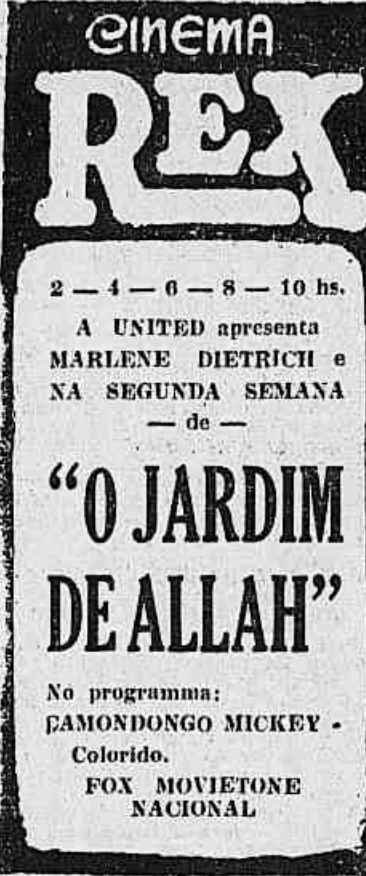 CINEMA
REX
2 — 4 — 6 — 8 — 10 hs.
A UNITED apresenta
MARLENE DIETRICH e
NA SEGUNDA SEMANA
— de —
“O JARDIM
DE ALLAH”
No programma:
CAMONDONGO MICKEY -
Colorido.
FOX MOVIETONE
NACIONAL